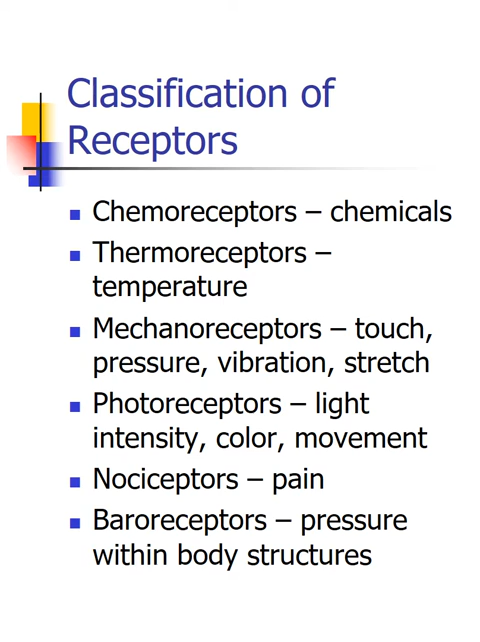 Classification of
Receptors
Chemoreceptors – chemicals
Thermoreceptors –
temperature
Mechanoreceptors – touch,
pressure, vibration, stretch
Photoreceptors – light
intensity, color, movement
Nociceptors – pain
Baroreceptors – pressure
within body structures